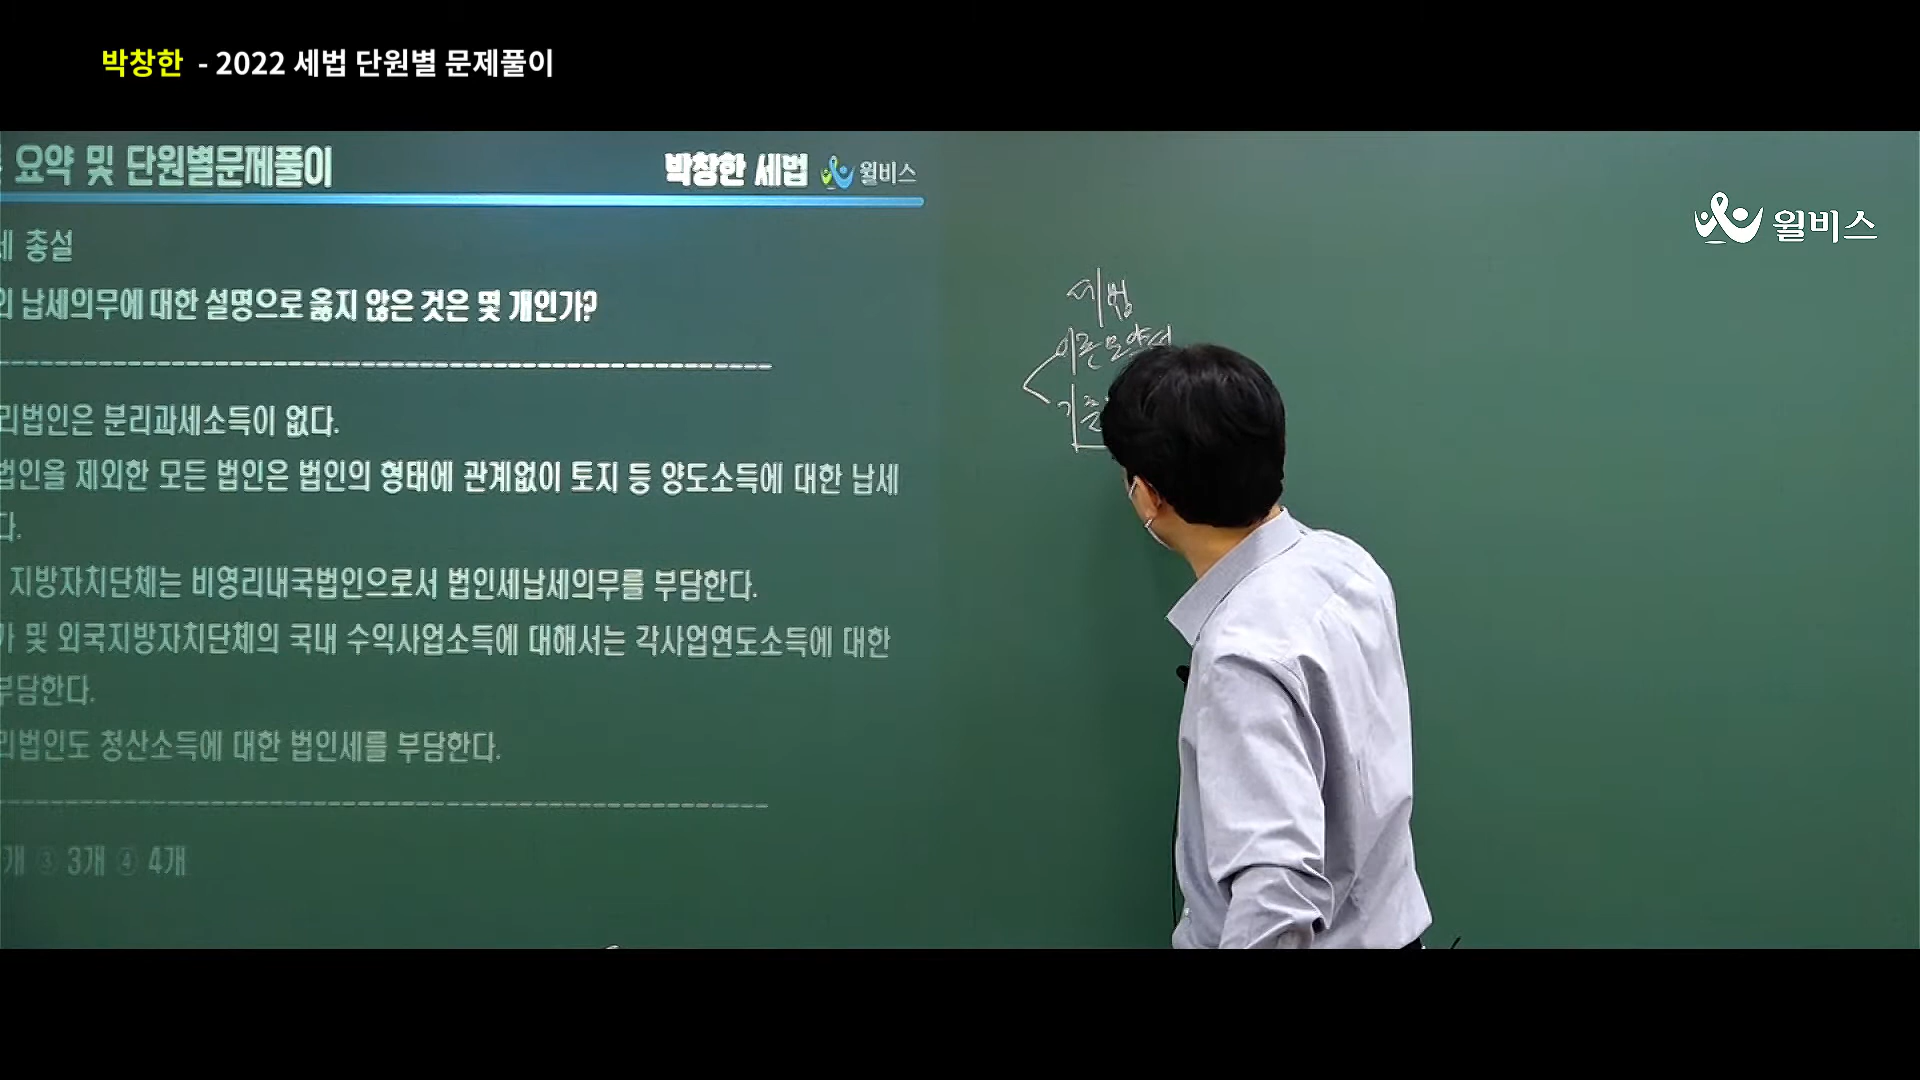 박창한 - 2022 세법 단원별 문제풀이
요약 및 단원별문제풀이
박창한 세법 윌비스
윌비스
세 총설
의 납세의무에 대한 설명으로 옳지 않은 것은 몇 개인가?
리법인은 분리과세소득이 없다.
법인을 제외한 모든 법인은 법인의 형태에 관계없이 토지 등 양도소득에 대한 납세
다.
지방자치단체는 비영리내국법인으로서 법인세납세의무를 부담한다.
가 및 외국지방자치단체의 국내 수익사업소득에 대해서는 각사업연도소득에 대한
부담한다.
리법인도 청산소득에 대한 법인세를 부담한다.
개 ③ 3개 ④ 4개
세법
이론요약서
기출